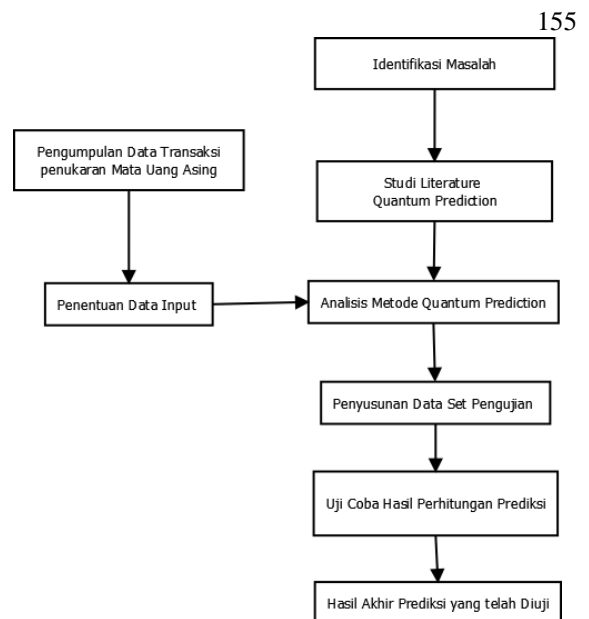 155
Identifikasi Masalah
Pengumpulan Data Transaksi
penukaran Mata Uang Asing
Studi Literature
Quantum Prediction
Penentuan Data Input
Analisis Metode Quantum Prediction
Penyusunan Data Set Pengujian
Uji Coba Hasil Perhitungan Prediksi
Hasil Akhir Prediksi yang telah Diuji